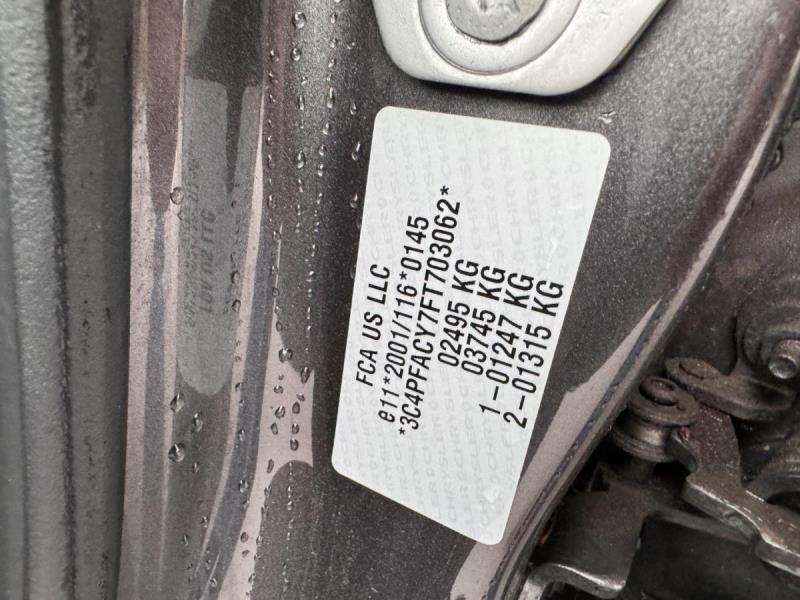 FCA US LLC
e11*2001/116*0145
*3C4PFACY7FT703062*
02495 KG
03745 KG
1-01247 KG
2-01315 KG